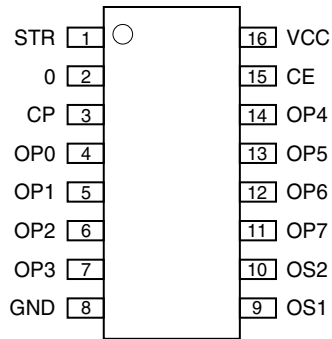 STR 1 16 VCC
0 2 15 CE
CP 3 14 OP4
OP0 4 13 OP5
OP1 5 12 OP6
OP2 6 11 OP7
OP3 7 10 OS2
GND 8 9 OS1